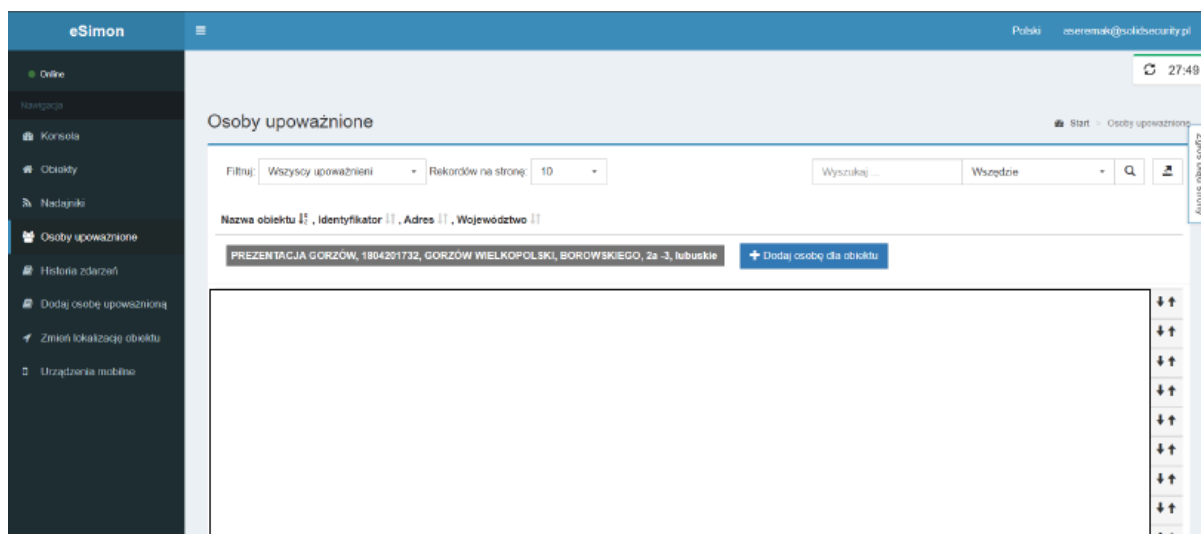 eSimon
Polski aseremak@solidsecurity.pl
Online
27:49
Nawigacja
Osoby upoważnione
Start > Osoby upoważnione
Konsola
Obiekty
Nadajniki
Osoby upoważnione
Historia zdarzeń
Dodaj osobę upoważnioną
Zmień lokalizację obiektu
Urządzenia mobilne
Filtruj: Wszyscy upoważnieni Rekordów na stronę: 10
Wyszukaj ... Wszędzie
Nazwa obiektu , Identyfikator , Adres , Województwo
PREZENTACJA GORZÓW, 1804201732, GORZÓW WIELKOPOLSKI, BOROWSKIEGO, 2a -3, lubuskie
Dodaj osobę dla obiektu